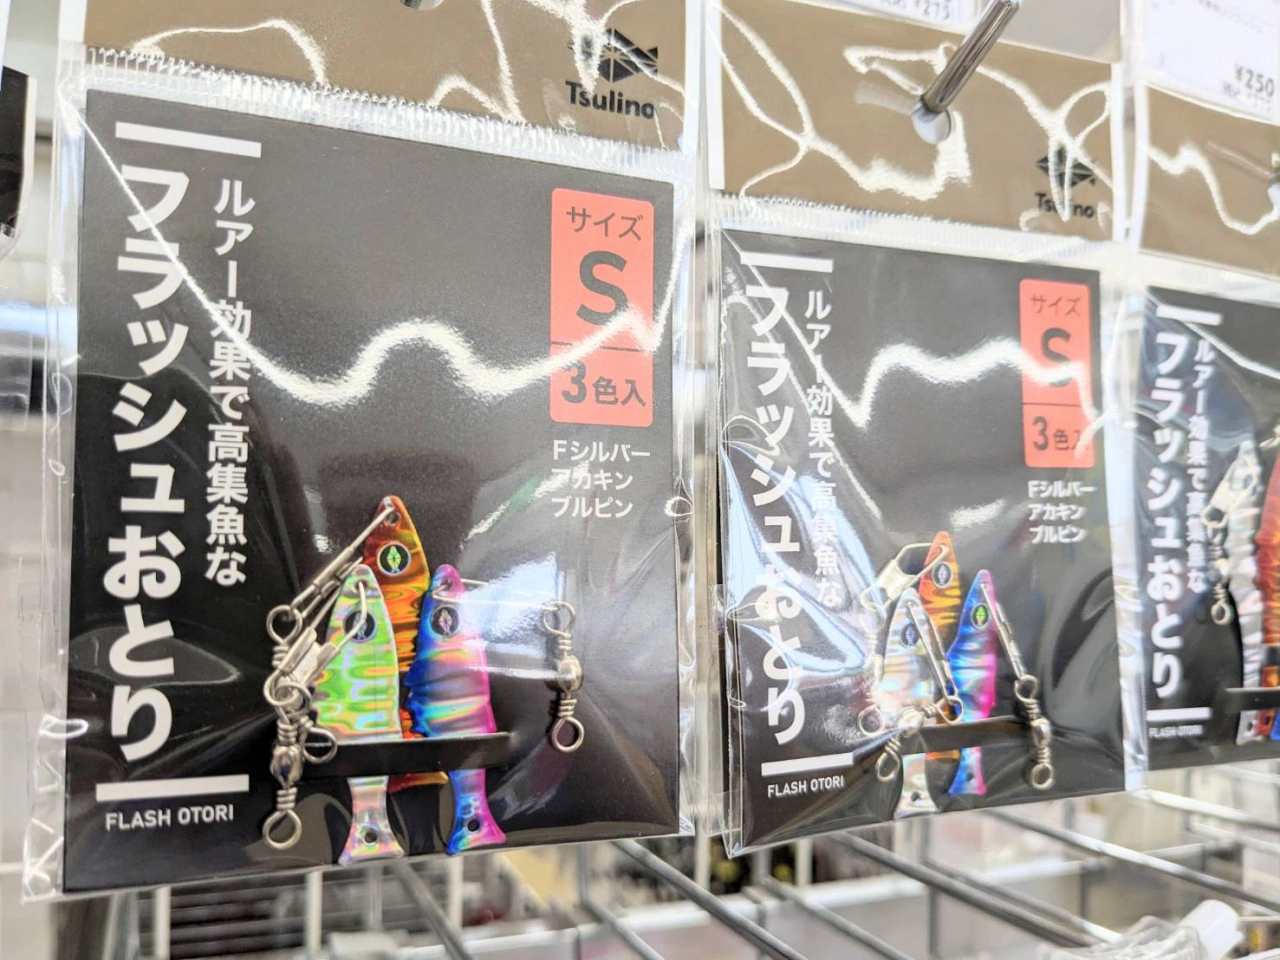 Tsulino
ルアー効果で高集魚な
フラッシュおとり
FLASH OTORI
サイズ
S
3色入
Fシルバー
アカキン
ブルピン
¥273
Tsulino
ルアー効果で高集魚な
フラッシュおとり
FLASH OTORI
サイズ
S
3色入
Fシルバー
アカキン
ブルピン
¥250
ルアー効果で高集魚な
フラッシュおとり
FLASH OTORI